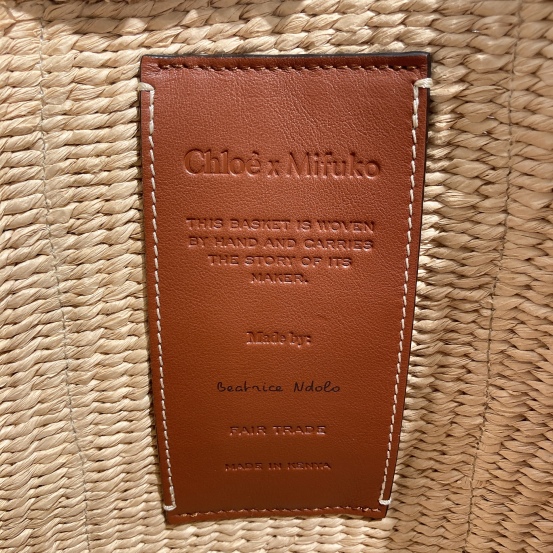 Chloé x Mifuko
THIS BASKET IS WOVEN
BY HAND AND CARRIES
THE STORY OF ITS
MAKER.
Made by:
Beatrice Ndolo
FAIR TRADE
MADE IN KENYA